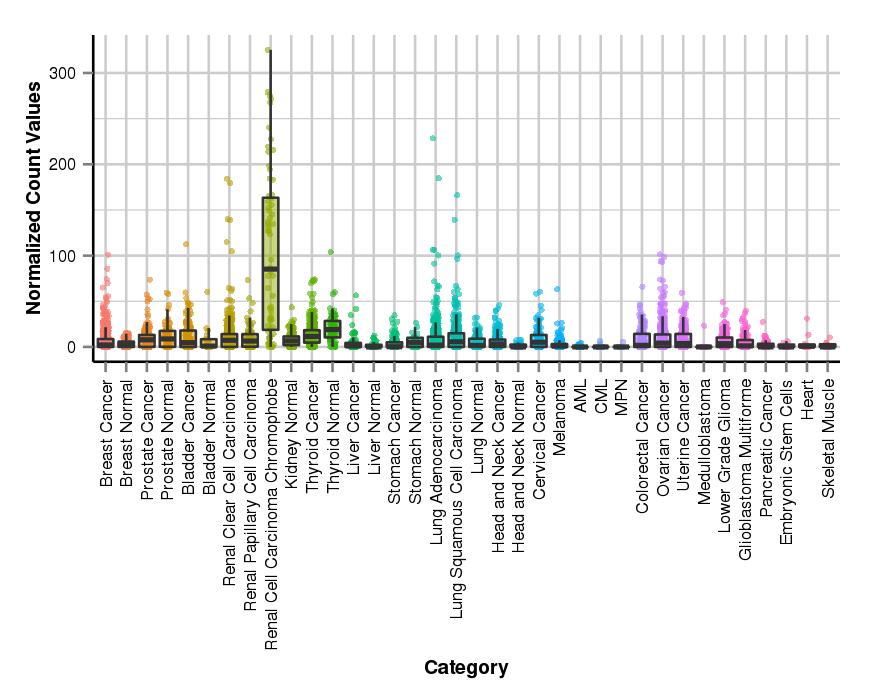 Normalized Count Values
300
200
100
0
Breast Cancer
Breast Normal
Prostate Cancer
Prostate Normal
Bladder Cancer
Bladder Normal
Renal Clear Cell Carcinoma
Renal Papillary Cell Carcinoma
Renal Cell Carcinoma Chromophobe
Kidney Normal
Thyroid Cancer
Thyroid Normal
Liver Cancer
Liver Normal
Stomach Cancer
Stomach Normal
Lung Adenocarcinoma
Lung Squamous Cell Carcinoma
Lung Normal
Head and Neck Cancer
Head and Neck Normal
Cervical Cancer
Melanoma
AML
CML
MPN
Colorectal Cancer
Ovarian Cancer
Uterine Cancer
Medulloblastoma
Lower Grade Glioma
Glioblastoma Multiforme
Pancreatic Cancer
Embryonic Stem Cells
Heart
Skeletal Muscle
Category